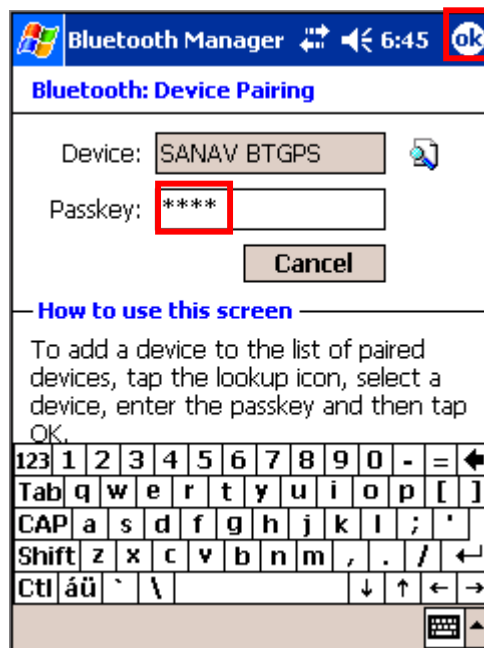 Bluetooth Manager 6:45 ok
Bluetooth: Device Pairing
Device: SANAV BTGPS
Passkey: ****
Cancel
How to use this screen
To add a device to the list of paired
devices, tap the lookup icon, select a
device, enter the passkey and then tap
OK.
123 1 2 3 4 5 6 7 8 9 0 - = ←
Tab q w e r t y u i o p [ ]
CAP a s d f g h j k l ; '
Shift z x c v b n m , . / ↵
Ctl áü ` \ ↓ ↑ ← →